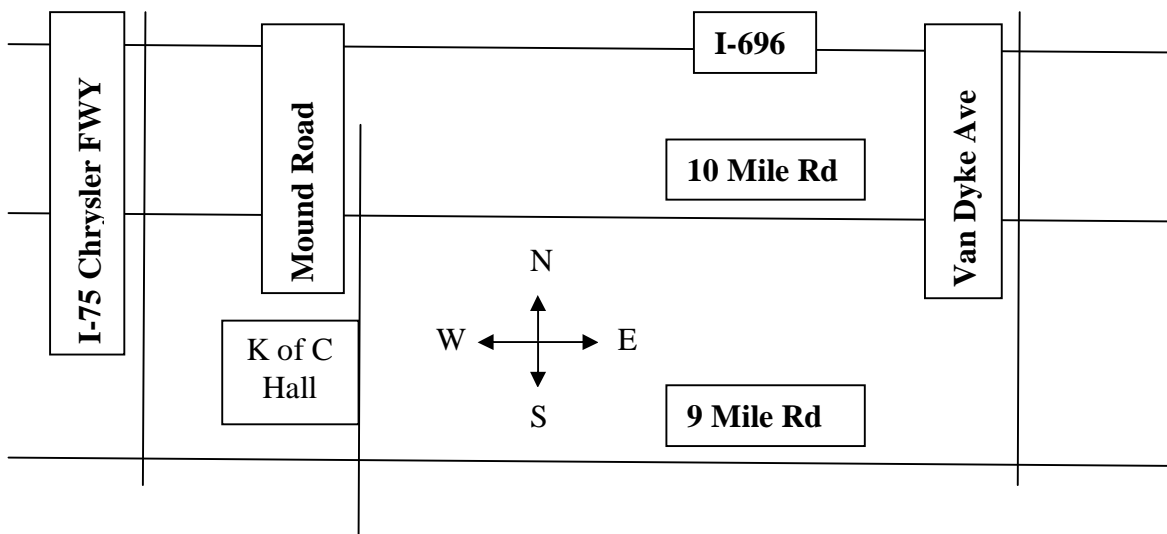 I-75 Chrysler FWY
Mound Road
I-696
Van Dyke Ave
10 Mile Rd
N
W
E
S
K of C
Hall
9 Mile Rd